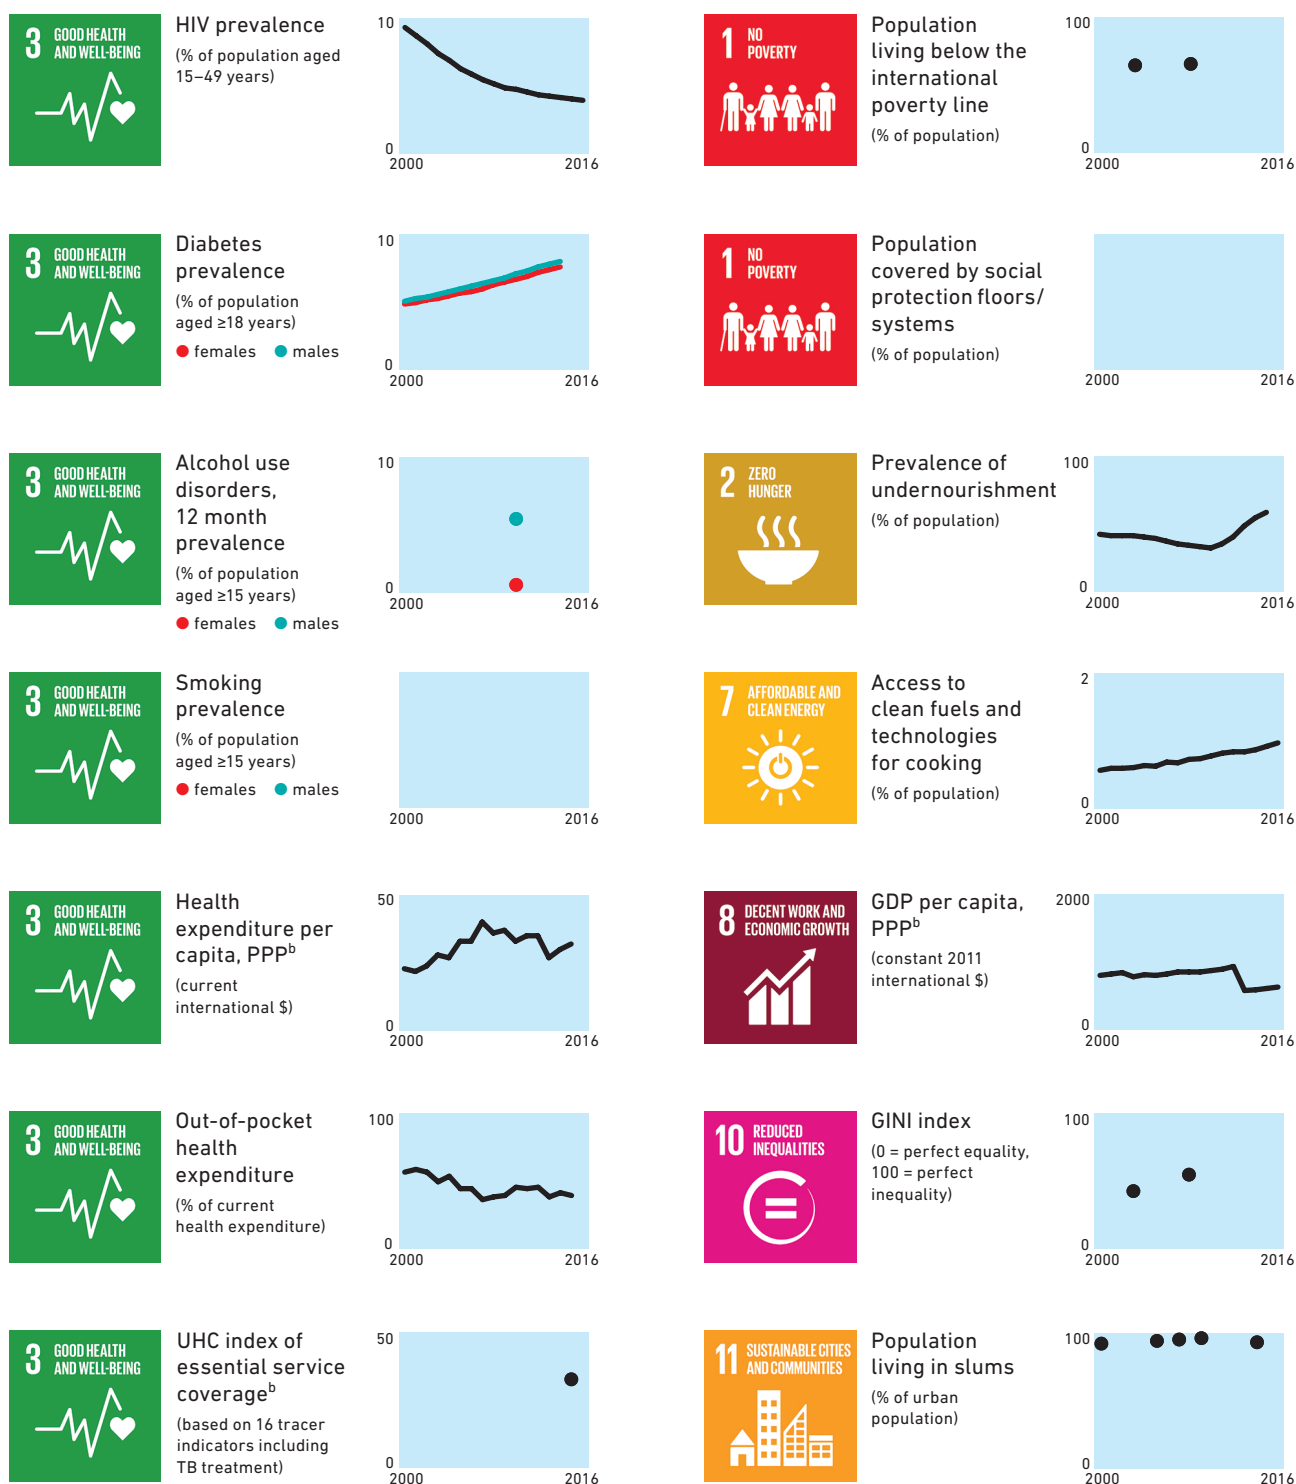 3 GOOD HEALTH
AND WELL-BEING
HIV prevalence
(% of population aged
15–49 years)
10
0
2000 2016
1 NO
POVERTY
Population
living below the
international
poverty line
(% of population)
100
0
2000 2016
3 GOOD HEALTH
AND WELL-BEING
Diabetes
prevalence
(% of population
aged ≥18 years)
females males
10
0
2000 2016
1 NO
POVERTY
Population
covered by social
protection floors/
systems
(% of population)
2000 2016
3 GOOD HEALTH
AND WELL-BEING
Alcohol use
disorders,
12 month
prevalence
(% of population
aged ≥15 years)
females males
10
0
2000 2016
2 ZERO
HUNGER
Prevalence of
undernourishment
(% of population)
100
0
2000 2016
3 GOOD HEALTH
AND WELL-BEING
Smoking
prevalence
(% of population
aged ≥15 years)
females males
2000 2016
7 AFFORDABLE AND
CLEAN ENERGY
Access to
clean fuels and
technologies
for cooking
(% of population)
2
0
2000 2016
3 GOOD HEALTH
AND WELL-BEING
Health
expenditure per
capita, PPPᵇ
(current
international $)
50
0
2000 2016
8 DECENT WORK AND
ECONOMIC GROWTH
GDP per capita,
PPPᵇ
(constant 2011
international $)
2000
0
2000 2016
3 GOOD HEALTH
AND WELL-BEING
Out-of-pocket
health
expenditure
(% of current
health expenditure)
100
0
2000 2016
10 REDUCED
INEQUALITIES
GINI index
(0 = perfect equality,
100 = perfect
inequality)
100
0
2000 2016
3 GOOD HEALTH
AND WELL-BEING
UHC index of
essential service
coverageᵇ
(based on 16 tracer
indicators including
TB treatment)
50
0
2000 2016
11 SUSTAINABLE CITIES
AND COMMUNITIES
Population
living in slums
(% of urban
population)
100
0
2000 2016